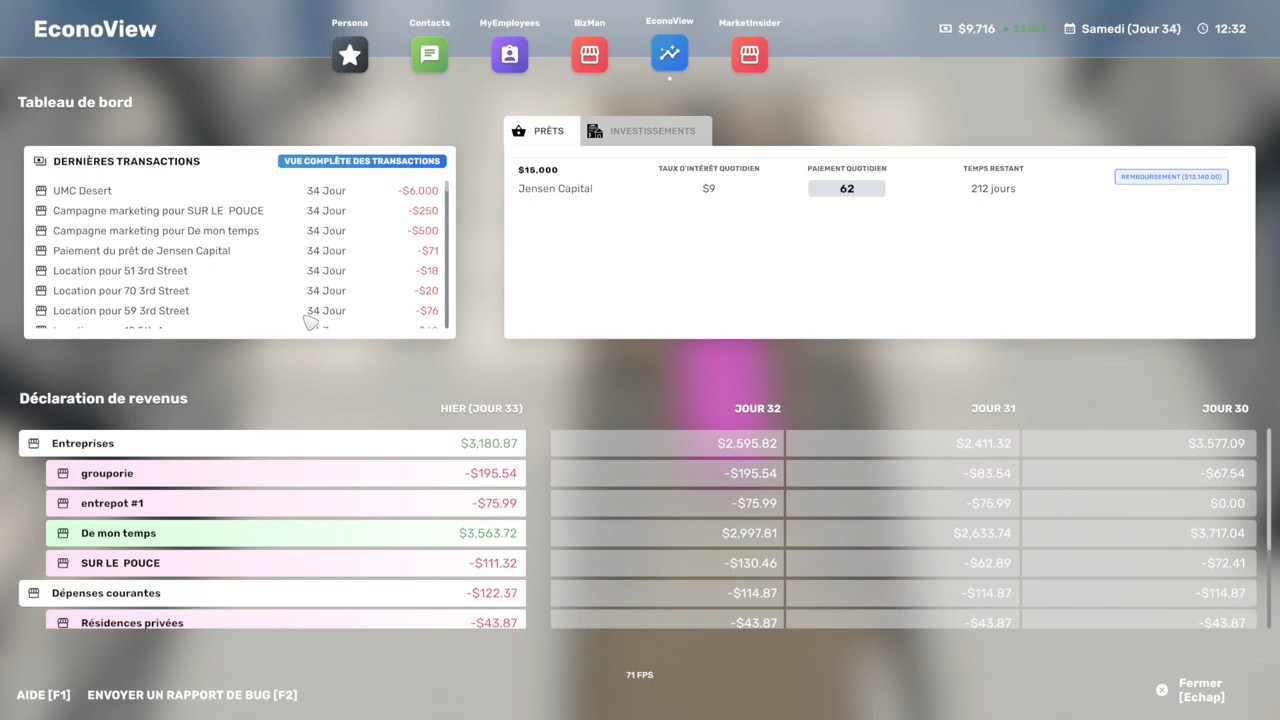 EconoView
Persona
Contacts
MyEmployees
BizMan
EconoView
MarketInsider
$9,716
Samedi (Jour 34)
12:32
Tableau de bord
PRÊTS
INVESTISSEMENTS
DERNIÈRES TRANSACTIONS
VUE COMPLÈTE DES TRANSACTIONS
UMC Desert 34 Jour -$6,000
Campagne marketing pour SUR LE POUCE 34 Jour -$250
Campagne marketing pour De mon temps 34 Jour -$500
Paiement du prêt de Jensen Capital 34 Jour -$71
Location pour 51 3rd Street 34 Jour -$18
Location pour 70 3rd Street 34 Jour -$20
Location pour 59 3rd Street 34 Jour -$76
$15,000 TAUX D'INTÉRÊT QUOTIDIEN PAIEMENT QUOTIDIEN TEMPS RESTANT
Jensen Capital $9 62 212 jours
REMBOURSEMENT ($13,140.00)
Déclaration de revenus
HIER (JOUR 33) JOUR 32 JOUR 31 JOUR 30
Entreprises $3,180.87 $2,595.82 $2,411.32 $3,577.09
grouporie -$195.54 -$195.54 -$83.54 -$67.54
entrepot #1 -$75.99 -$75.99 -$75.99 $0.00
De mon temps $3,563.72 $2,997.81 $2,633.74 $3,717.04
SUR LE POUCE -$111.32 -$130.46 -$62.89 -$72.41
Dépenses courantes -$122.37 -$114.87 -$114.87 -$114.87
Résidences privées -$43.87 -$43.87 -$43.87 -$43.87
71 FPS
AIDE [F1] ENVOYER UN RAPPORT DE BUG [F2]
Fermer
[Echap]